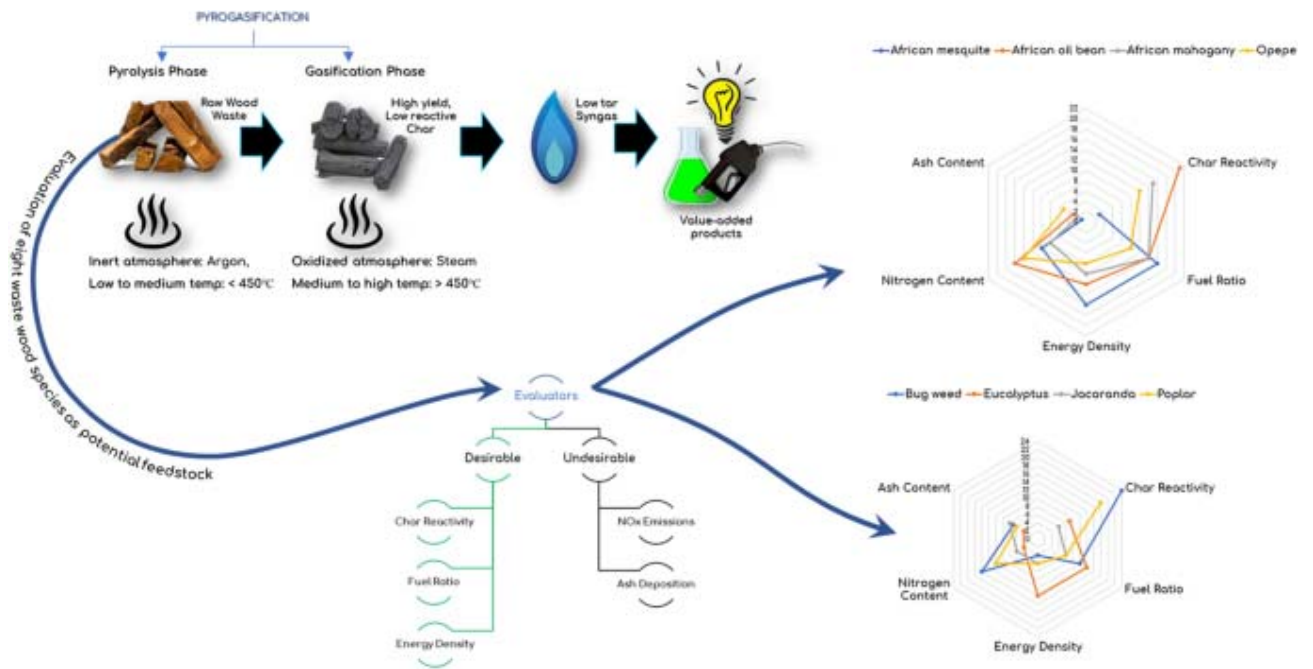 PYROGASIFICATION
Pyrolysis Phase
Gasification Phase
Raw Wood
Waste
High yield,
Low reactive
Char
Low tar
Syngas
Value-added
products
Inert atmosphere: Argon,
Low to medium temp: < 450°C
Oxidized atmosphere: Steam
Medium to high temp: > 450°C
Evaluation of eight waste wood species as potential feedstock
Evaluators
Desirable
Undesirable
Char Reactivity
NOx Emissions
Fuel Ratio
Ash Deposition
Energy Density
African mesquite
African oil bean
African mahogany
Opepe
Ash Content
Char Reactivity
Nitrogen Content
Fuel Ratio
Energy Density
Bug weed
Eucalyptus
Jacaranda
Poplar
Ash Content
Char Reactivity
Nitrogen
Content
Fuel Ratio
Energy Density